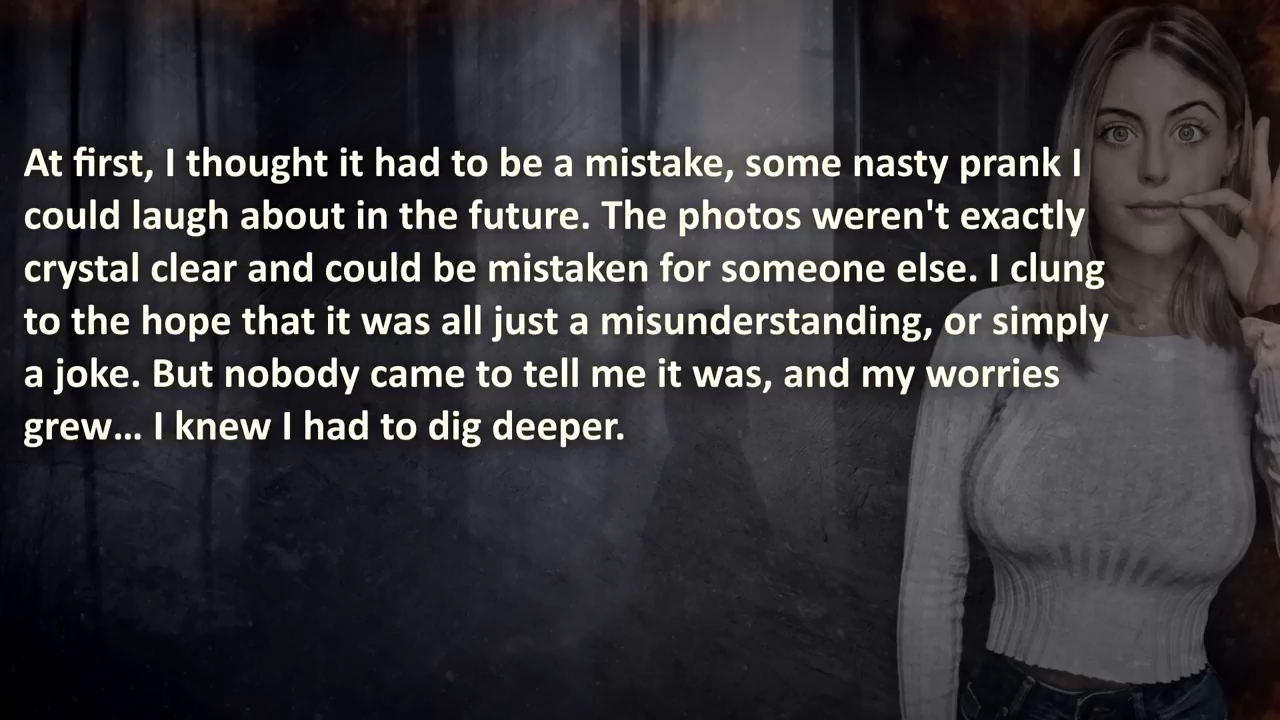 At first, I thought it had to be a mistake, some nasty prank I
could laugh about in the future. The photos weren't exactly
crystal clear and could be mistaken for someone else. I clung
to the hope that it was all just a misunderstanding, or simply
a joke. But nobody came to tell me it was, and my worries
grew… I knew I had to dig deeper.